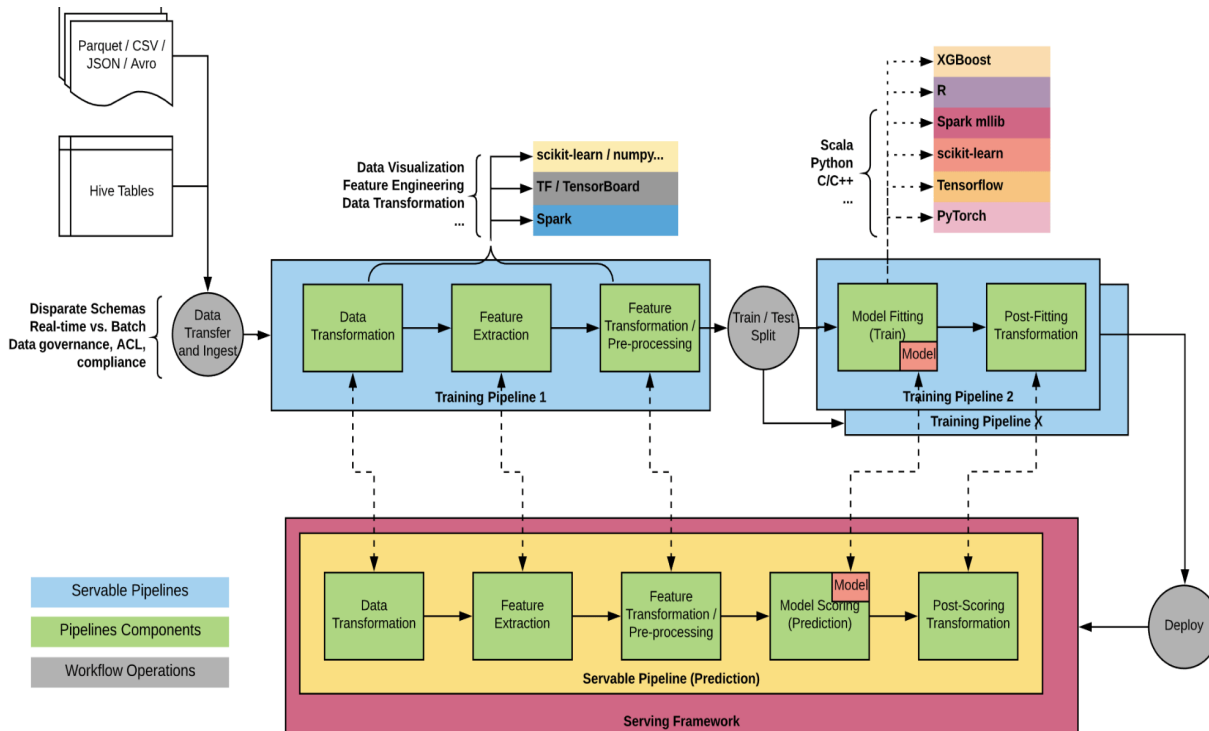 Parquet / CSV /
JSON / Avro
Hive Tables
Disparate Schemas
Real-time vs. Batch
Data governance, ACL,
compliance
Data
Transfer
and Ingest
Data Visualization
Feature Engineering
Data Transformation
...
scikit-learn / numpy...
TF / TensorBoard
Spark
Data
Transformation
Feature
Extraction
Feature
Transformation /
Pre-processing
Training Pipeline 1
Train / Test
Split
Scala
Python
C/C++
...
XGBoost
R
Spark mllib
scikit-learn
Tensorflow
PyTorch
Model Fitting
(Train)
Model
Post-Fitting
Transformation
Training Pipeline 2
Training Pipeline X
Deploy
Data
Transformation
Feature
Extraction
Feature
Transformation /
Pre-processing
Model
Model Scoring
(Prediction)
Post-Scoring
Transformation
Servable Pipeline (Prediction)
Serving Framework
Servable Pipelines
Pipelines Components
Workflow Operations